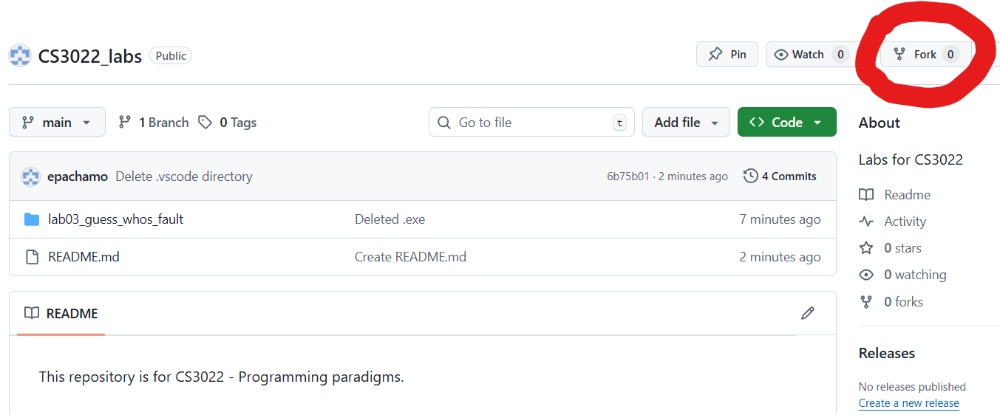 CS3022_labs Public Pin Watch 0 Fork 0
main 1 Branch 0 Tags Go to file t Add file Code
epachamo Delete .vscode directory 6b75b01 · 2 minutes ago 4 Commits
lab03_guess_whos_fault Deleted .exe 7 minutes ago
README.md Create README.md 2 minutes ago
README
This repository is for CS3022 - Programming paradigms.
About
Labs for CS3022
Readme
Activity
0 stars
0 watching
0 forks
Releases
No releases published
Create a new release